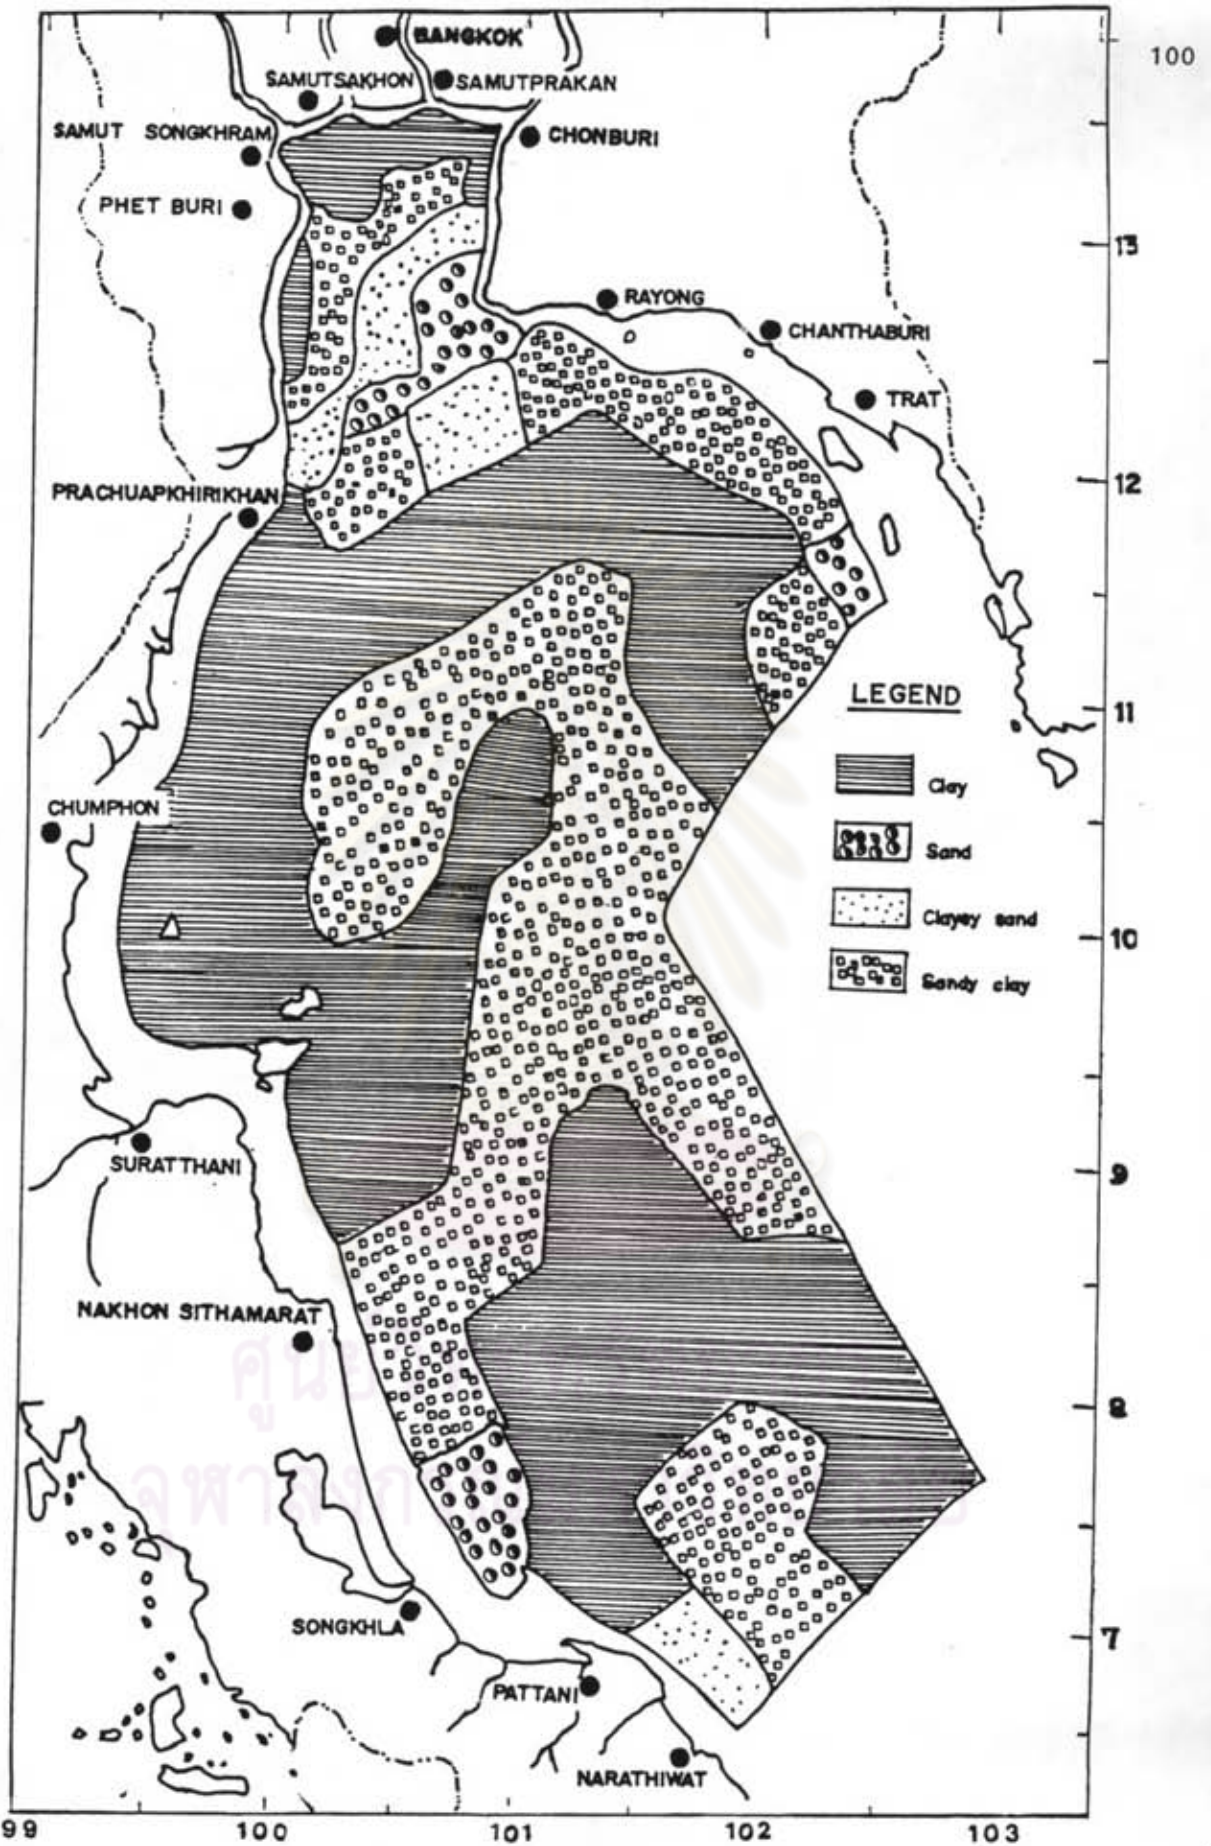 100
BANGKOK
SAMUTSAKHON
SAMUTPRAKAN
SAMUT SONGKHRAM
CHONBURI
PHET BURI
13
RAYONG
CHANTHABURI
TRAT
12
PRACHUAPKHIRIKHAN
LEGEND
11
Clay
CHUMPHON
Sand
Clayey sand
10
Sandy clay
SURATTHANI
9
NAKHON SITHAMARAT
8
SONGKHLA
7
PATTANI
NARATHIWAT
99 100 101 102 103